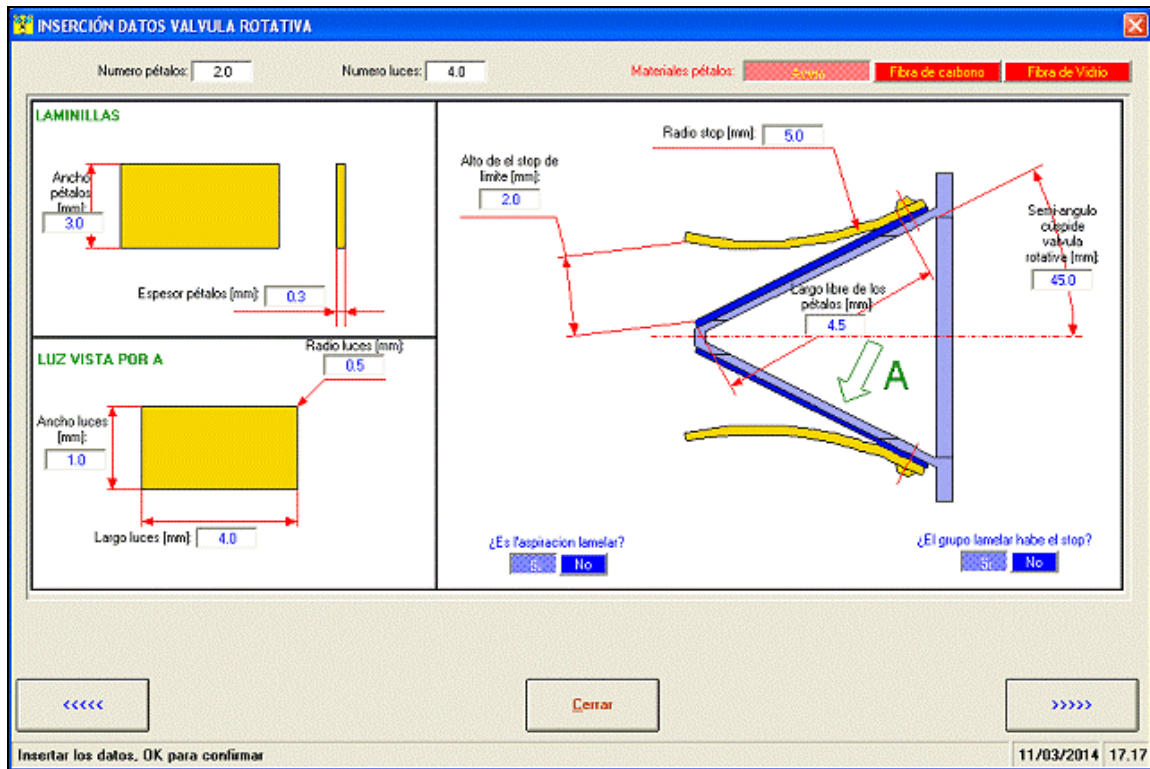 INSERCIÓN DATOS VALVULA ROTATIVA
Numero pétalos: 2.0
Numero luces: 4.0
Materiales pétalos:
Fibra de carbono
Fibra de Vidrio
LAMINILLAS
Ancho
pétalos
[mm]:
3.0
Espesor pétalos [mm]: 0.3
LUZ VISTA POR A
Radio luces [mm]:
0.5
Ancho luces
[mm]:
1.0
Largo luces [mm]: 4.0
Radio stop [mm]: 5.0
Alto de el stop de
limite [mm]:
2.0
Semi-angulo
cúspide
valvula
rotativa [mm]:
45.0
Largo libre de los
pétalos [mm]:
4.5
A
¿Es l'aspiracion lamelar?
No
¿El grupo lamelar habe el stop?
No
<<<<<
Cerrar
>>>>>
Insertar los datos, OK para confirmar
11/03/2014 17.17